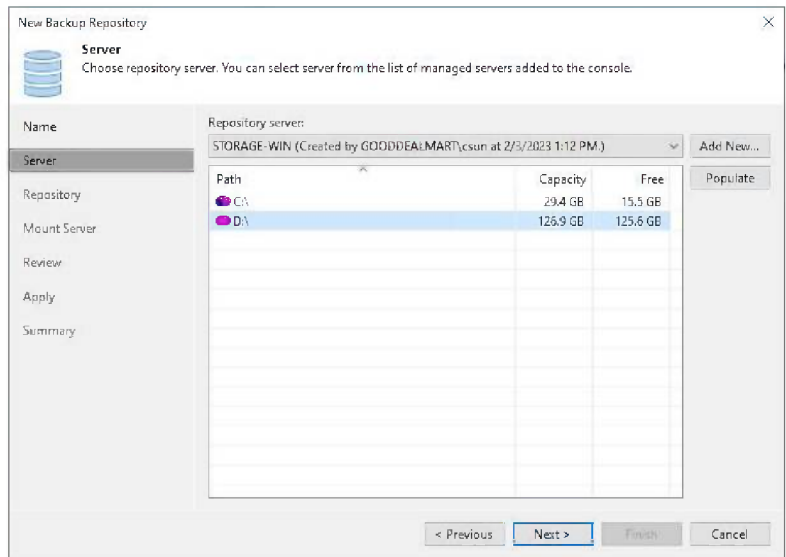 New Backup Repository
Server
Choose repository server. You can select server from the list of managed servers added to the console.
Name
Server
Repository
Mount Server
Review
Apply
Summary
Repository server:
STORAGE-WIN (Created by GOODDEALMART\csun at 2/3/2023 1:12 PM.)
Add New...
Path Capacity Free
Populate
C:\ 29.4 GB 15.5 GB
D:\ 126.9 GB 125.6 GB
< Previous Next > Finish Cancel